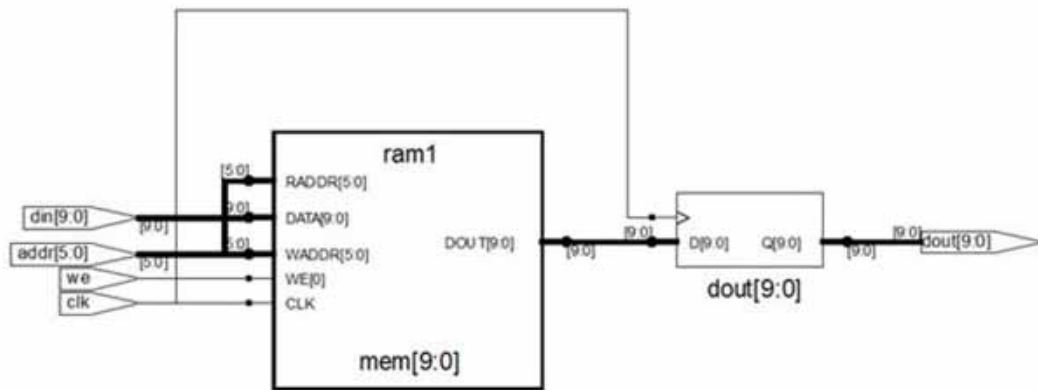 ram1
[5:0]
RADDR[5:0]
din[9:0]
[9:0]
[9:0]
DATA[9:0]
addr[5:0]
[5:0]
[5:0]
WADDR[5:0]
we
WE[0]
clk
CLK
DOUT[9:0]
[9:0]
[9:0]
D[9:0]
Q[9:0]
[9:0]
[9:0]
dout[9:0]
dout[9:0]
mem[9:0]